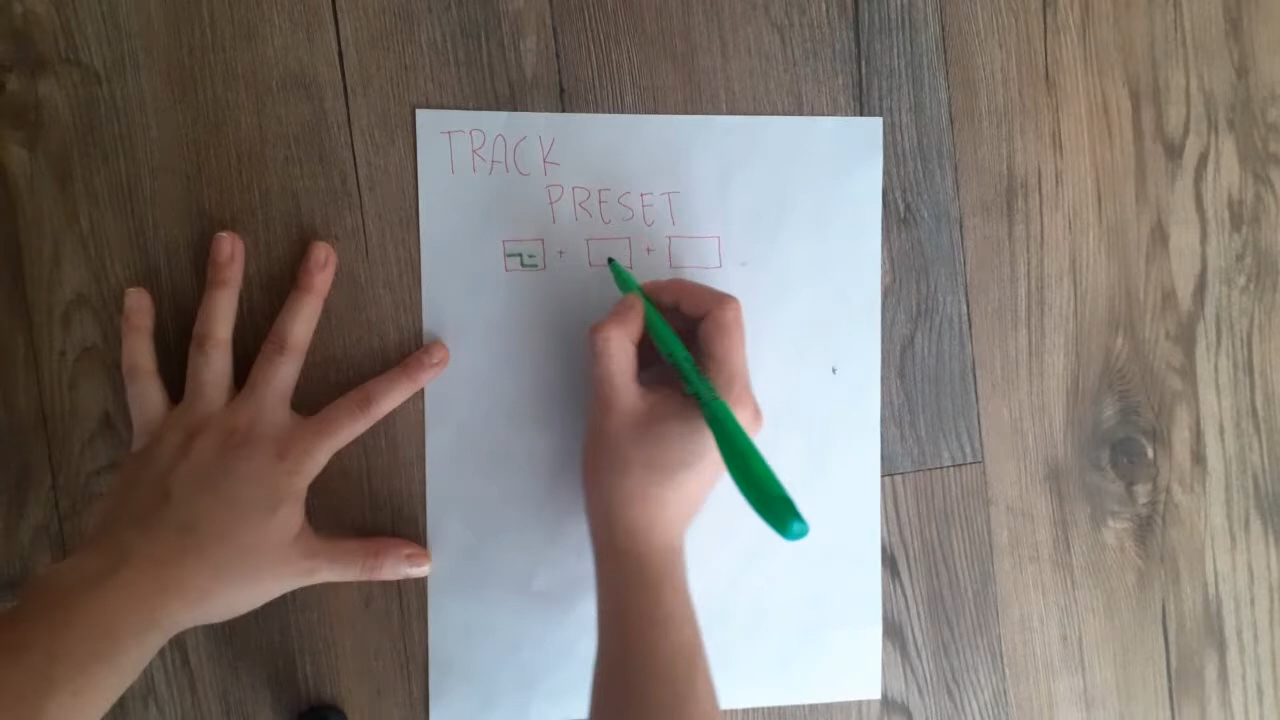 TRACK
PRESET
⌥ + +